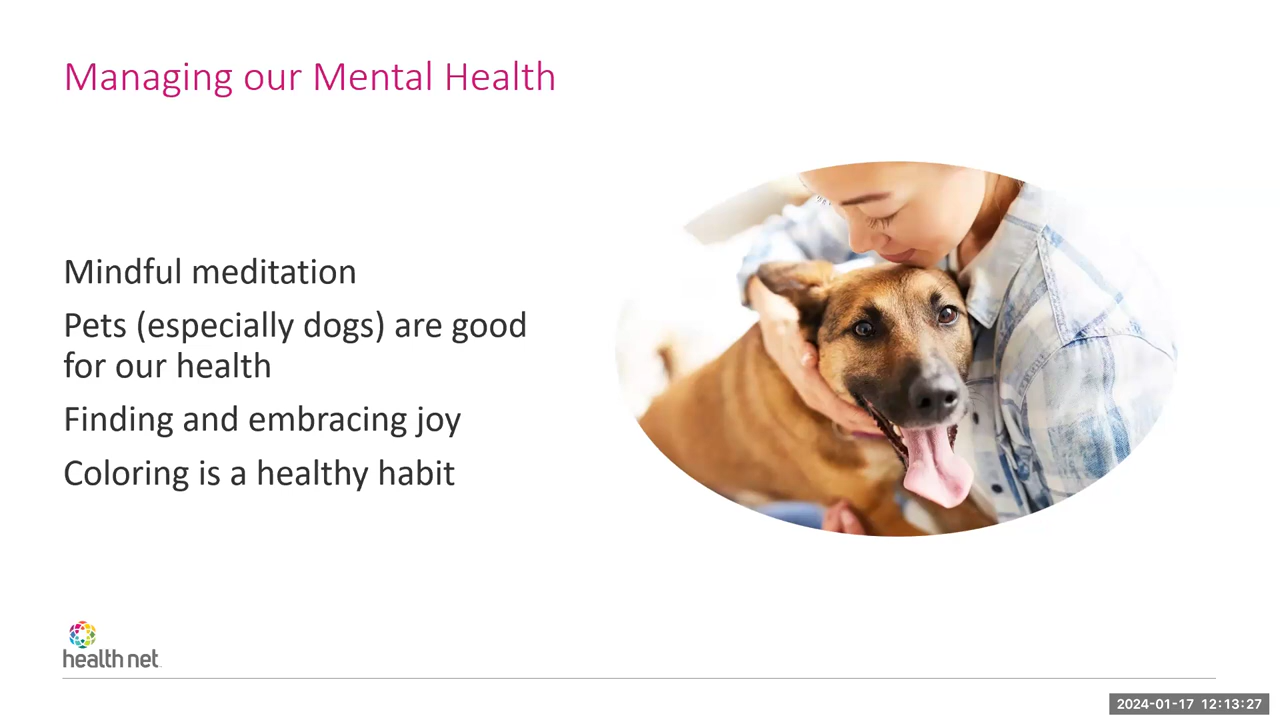 Managing our Mental Health
Mindful meditation
Pets (especially dogs) are good
for our health
Finding and embracing joy
Coloring is a healthy habit
health net
2024-01-17 12:13:27